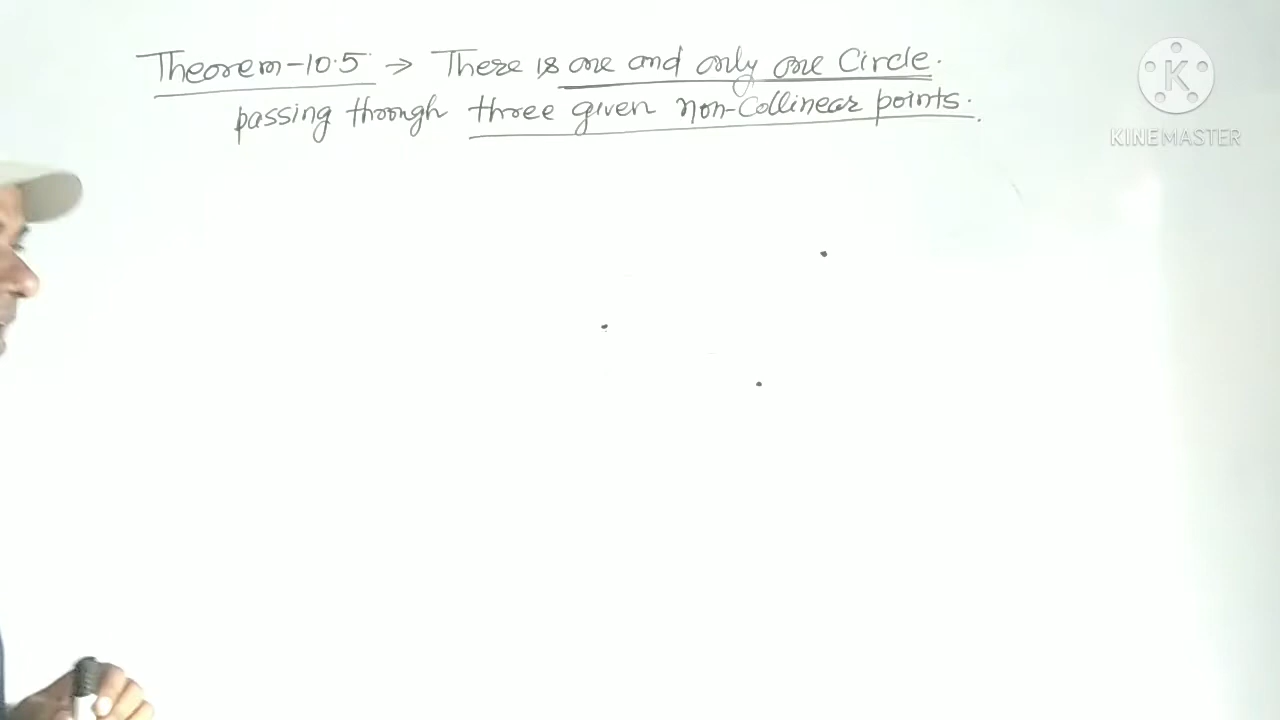 Theorem-10.5 → There is one and only one Circle.
passing through three given non-Collinear points.
K
KINEMASTER